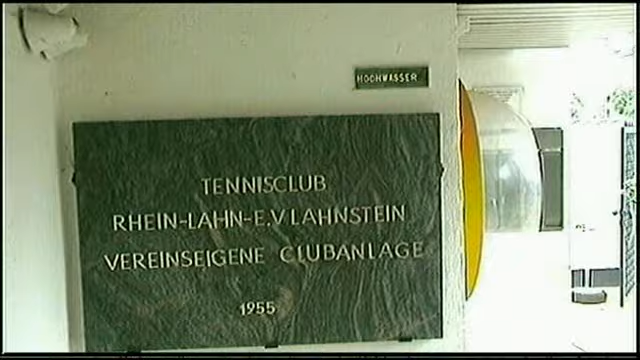 HOCHWASSER
TENNISCLUB
RHEIN-LAHN-E.V LAHNSTEIN
VEREINSEIGENE CLUBANLAGE
1955